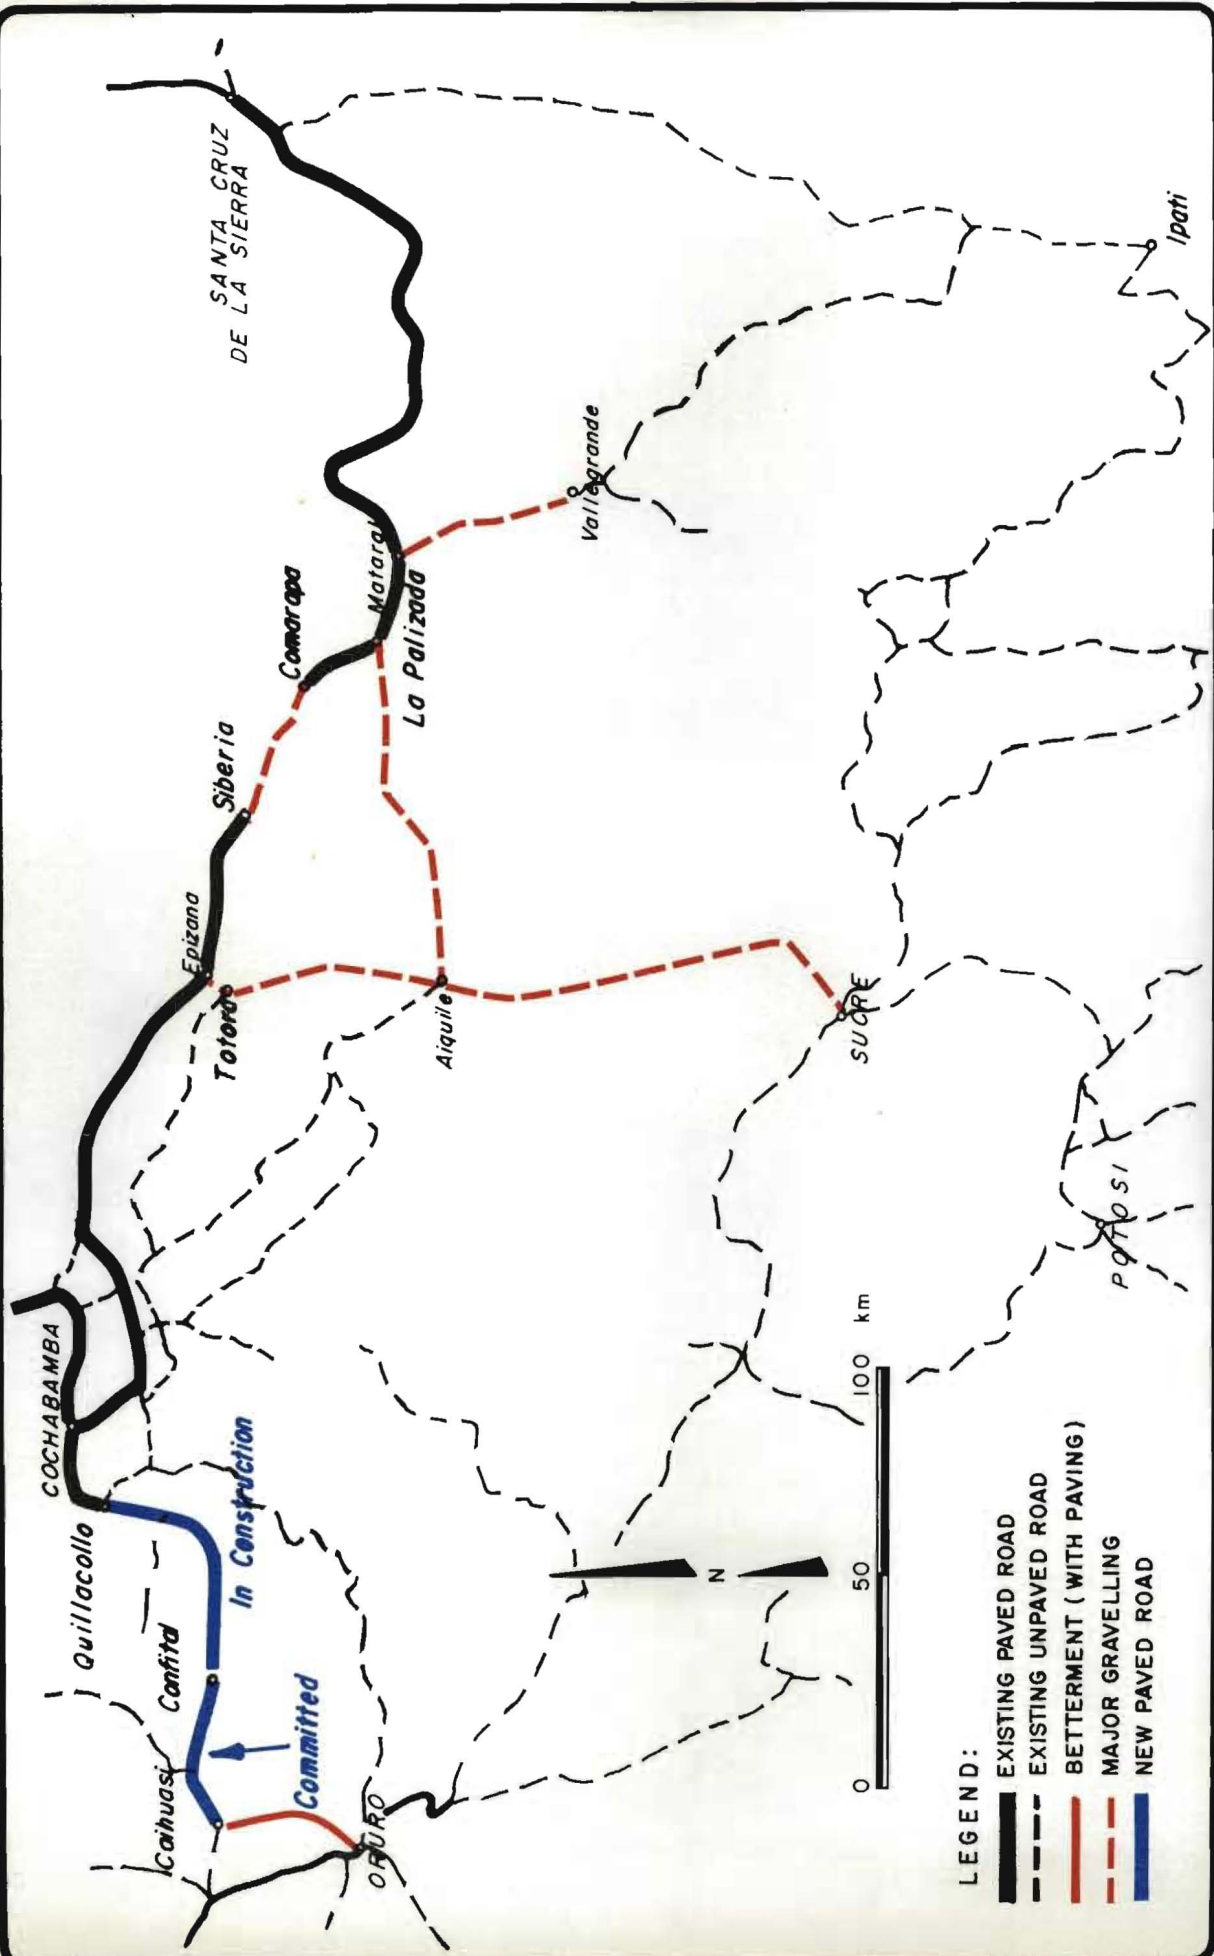 SANTA CRUZ
DE LA SIERRA
Comarapa
Mataral
La Palizada
Vallegrande
Ipati
Siberia
Epizana
Totora
Aiquile
SUCRE
POTOSI
COCHABAMBA
Quillacollo
In Construction
Confital
Committed
Caihuasi
ORURO
N
0 50 100 km
LEGEND:
EXISTING PAVED ROAD
EXISTING UNPAVED ROAD
BETTERMENT (WITH PAVING)
MAJOR GRAVELLING
NEW PAVED ROAD